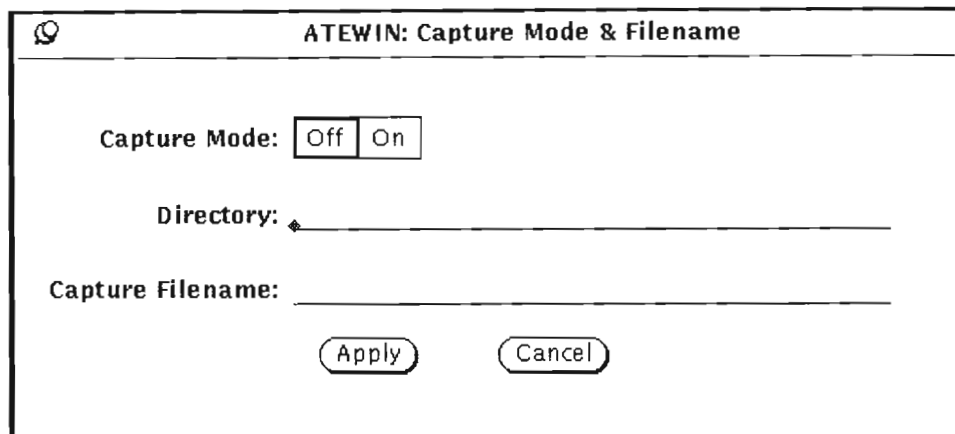 ATEWIN: Capture Mode & Filename
Capture Mode: Off On
Directory:
Capture Filename:
Apply Cancel